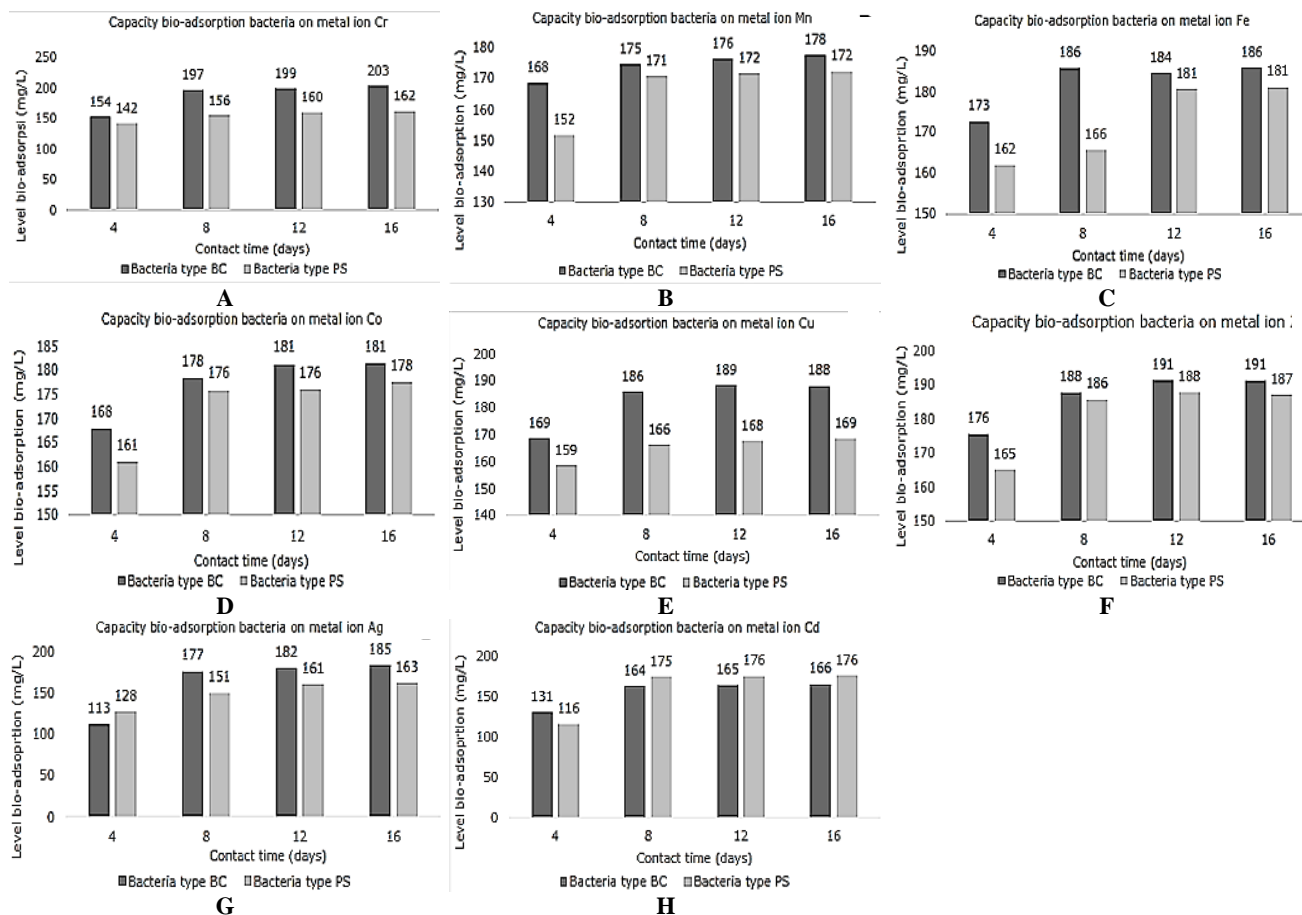 Capacity bio-adsorption bacteria on metal ion Cr
Level bio-adsorpsi (mg/L)
250
200
150
100
50
0
154 142
197 156
199 160
203 162
4 8 12 16
Contact time (days)
Bacteria type BC Bacteria type PS
A
Capacity bio-adsorption bacteria on metal ion Mn
Level bio-adsorption (mg/L)
180
170
160
150
140
130
168 152
175 171
176 172
178 172
4 8 12 16
Contact time (days)
Bacteria type BC Bacteria type PS
B
Capacity bio-adsorption bacteria on metal ion Fe
Level bio-adsoprtion (mg/L)
190
180
170
160
150
173 162
186 166
184 181
186 181
4 8 12 16
Contact time (days)
Bacteria type BC Bacteria type PS
C
Capacity bio-adsorption bacteria on metal ion Co
Level bio-adsorption (mg/L)
185
180
175
170
165
160
155
150
168 161
178 176
181 176
181 178
4 8 12 16
Contact time (days)
Bacteria type BC Bacteria type PS
D
Capacity bio-adsorption bacteria on metal ion Cu
Level bio-adsorption (mg/L)
200
190
180
170
160
150
140
169 159
186 166
189 168
188 169
4 8 12 16
Contact time (days)
Bacteria type BC Bacteria type PS
E
Capacity bio-adsorption bacteria on metal ion
Level bio-adsorption (mg/L)
200
190
180
170
160
150
176 165
188 186
191 188
191 187
4 8 12 16
Contact time (days)
Bacteria type BC Bacteria type PS
F
Capacity bio-adsorption bacteria on metal ion Ag
Level bio-adsoprtion (mg/L)
200
150
100
50
0
113 128
177 151
182 161
185 163
4 8 12 16
Contact time (days)
Bacteria type BC Bacteria type PS
G
Capacity bio-adsorption bacteria on metal ion Cd
Level bio-adsoprtion (mg/L)
200
150
100
50
0
131 116
164 175
165 176
166 176
4 8 12 16
Contact time (days)
Bacteria type BC Bacteria type PS
H